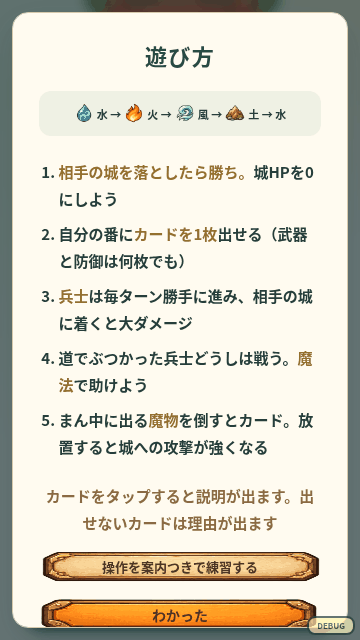 遊び方
水→ 火→ 風→ 土→水
1. 相手の城を落としたら勝ち。城HPを0
にしよう
2. 自分の番にカードを1枚出せる（武器
と防御は何枚でも）
3. 兵士は毎ターン勝手に進み、相手の城
に着くと大ダメージ
4. 道でぶつかった兵士どうしは戦う。魔
法で助けよう
5. まん中に出る魔物を倒すとカード。放
置すると城への攻撃が強くなる
カードをタップすると説明が出ます。出
せないカードは理由が出ます
操作を案内つきで練習する
わかった
DEBUG